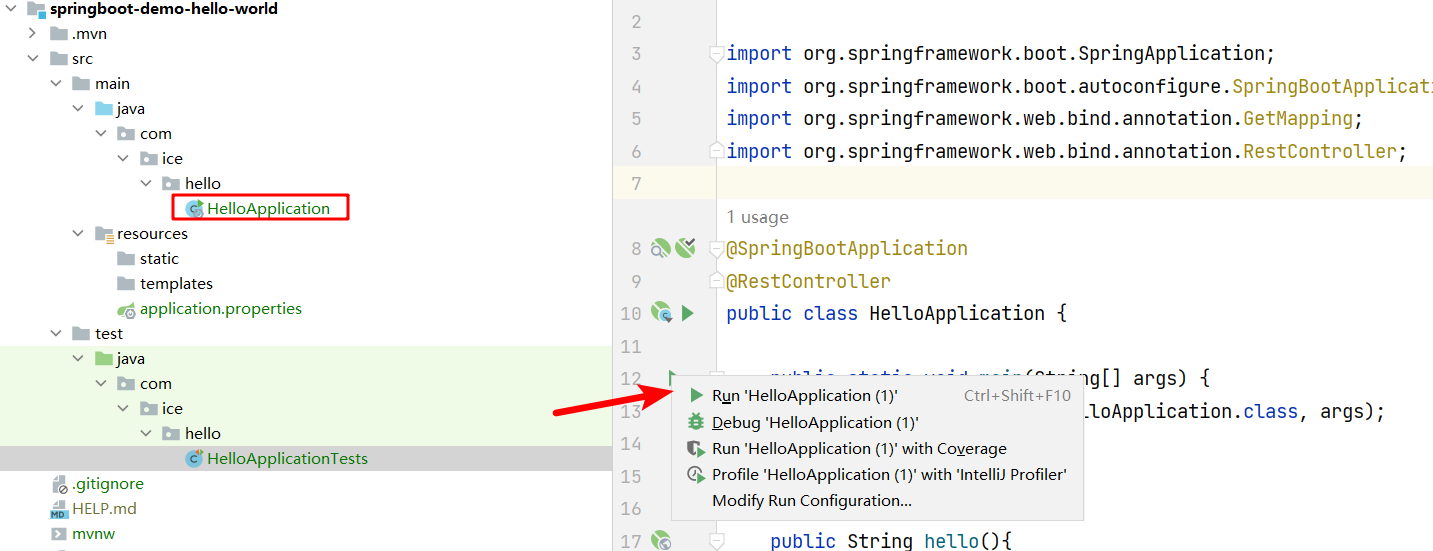 springboot-demo-hello-world
.mvn
src
main
java
com
ice
hello
HelloApplication
resources
static
templates
application.properties
test
java
com
ice
hello
HelloApplicationTests
.gitignore
HELP.md
mvnw
2
3 import org.springframework.boot.SpringApplication;
4 import org.springframework.boot.autoconfigure.SpringBootApplicati
5 import org.springframework.web.bind.annotation.GetMapping;
6 import org.springframework.web.bind.annotation.RestController;
7
1 usage
8 @SpringBootApplication
9 @RestController
10 public class HelloApplication {
11
12 public static void main(String[] args) {
13 lloApplication.class, args);
14
15
16
17 public String hello(){
Run 'HelloApplication (1)' Ctrl+Shift+F10
Debug 'HelloApplication (1)'
Run 'HelloApplication (1)' with Coverage
Profile 'HelloApplication (1)' with 'IntelliJ Profiler'
Modify Run Configuration...